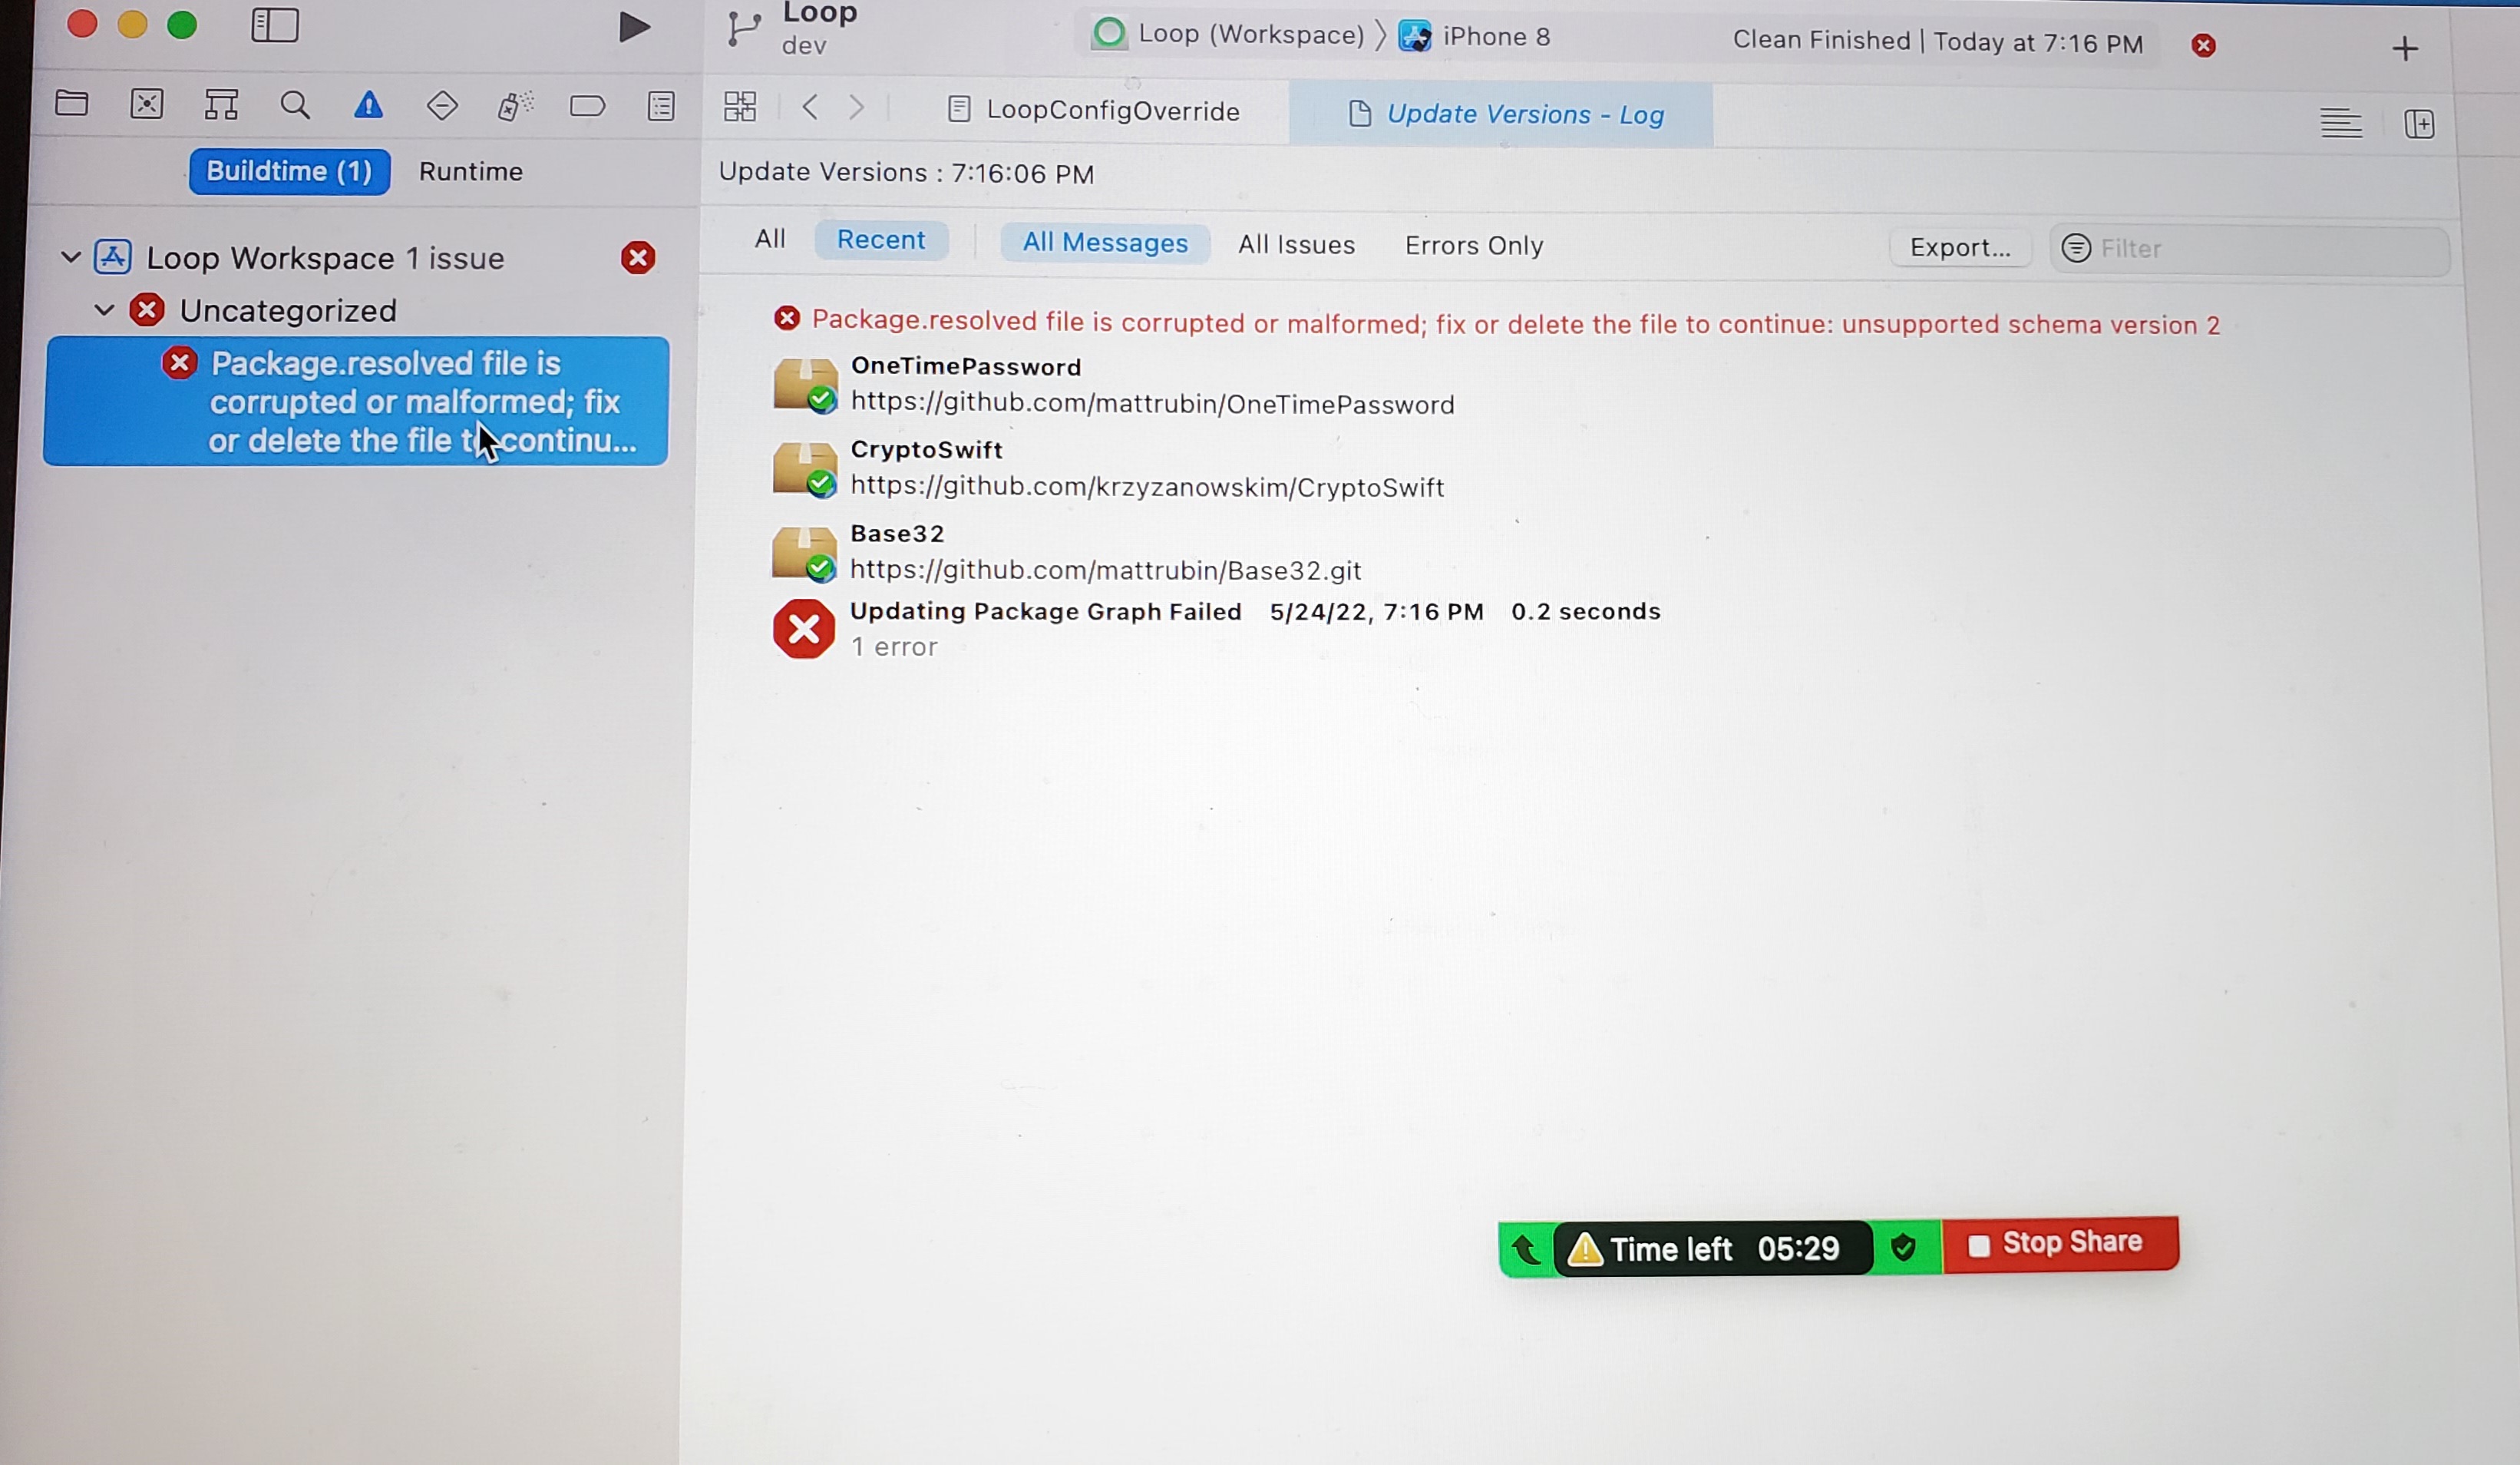 Loop
dev
Loop (Workspace) 〉 iPhone 8
Clean Finished | Today at 7:16 PM
LoopConfigOverride
Update Versions - Log
Buildtime (1)
Runtime
Update Versions : 7:16:06 PM
All
Recent
All Messages
All Issues
Errors Only
Export...
Filter
Loop Workspace 1 issue
Uncategorized
Package.resolved file is
corrupted or malformed; fix
or delete the file to continu...
Package.resolved file is corrupted or malformed; fix or delete the file to continue: unsupported schema version 2
OneTimePassword
https://github.com/mattrubin/OneTimePassword
CryptoSwift
https://github.com/krzyzanowskim/CryptoSwift
Base32
https://github.com/mattrubin/Base32.git
Updating Package Graph Failed 5/24/22, 7:16 PM 0.2 seconds
1 error
Time left 05:29
Stop Share